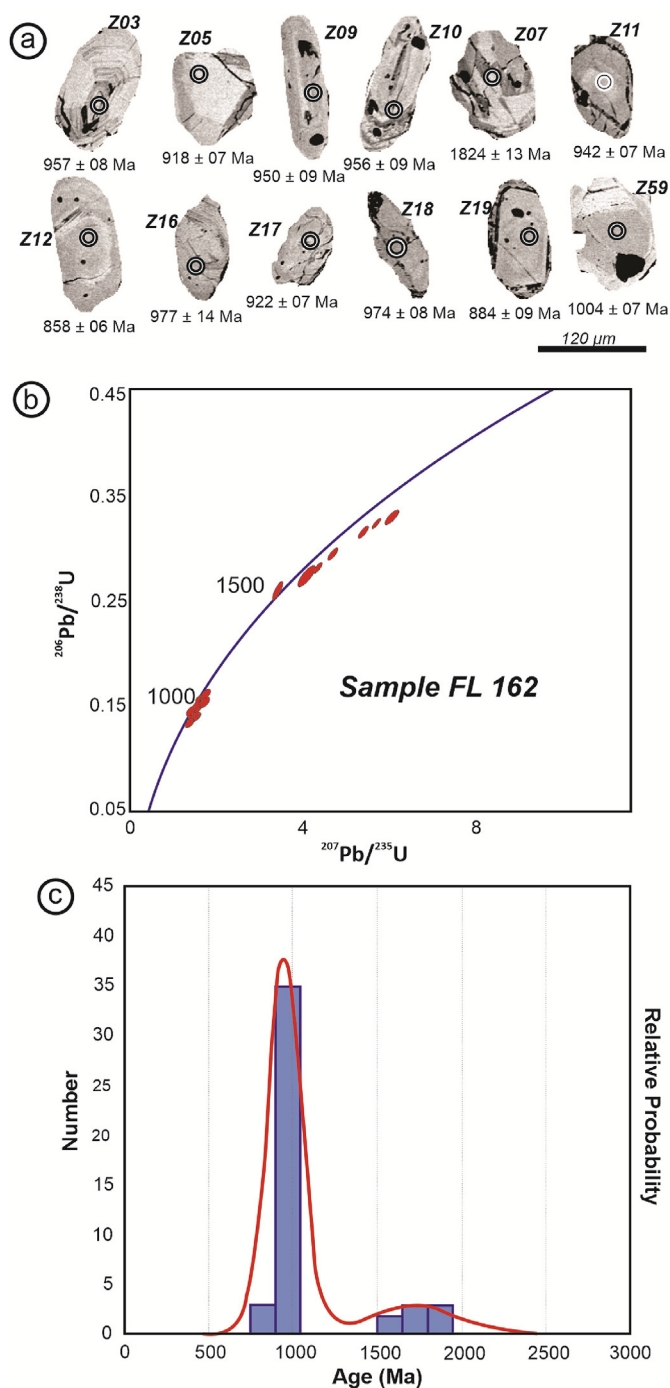 a
Z03 Z05 Z09 Z10 Z07 Z11
957 ± 08 Ma 918 ± 07 Ma 950 ± 09 Ma 956 ± 09 Ma 1824 ± 13 Ma 942 ± 07 Ma
Z12 Z16 Z17 Z18 Z19 Z59
858 ± 06 Ma 977 ± 14 Ma 922 ± 07 Ma 974 ± 08 Ma 884 ± 09 Ma 1004 ± 07 Ma
120 µm
b
0.45
0.35
0.25
0.15
0.05
²⁰⁶Pb/²³⁸U
1500
1000
Sample FL 162
0 4 8
²⁰⁷Pb/²³⁵U
c
45
40
35
30
25
20
15
10
5
0
Number
Relative Probability
0 500 1000 1500 2000 2500 3000
Age (Ma)